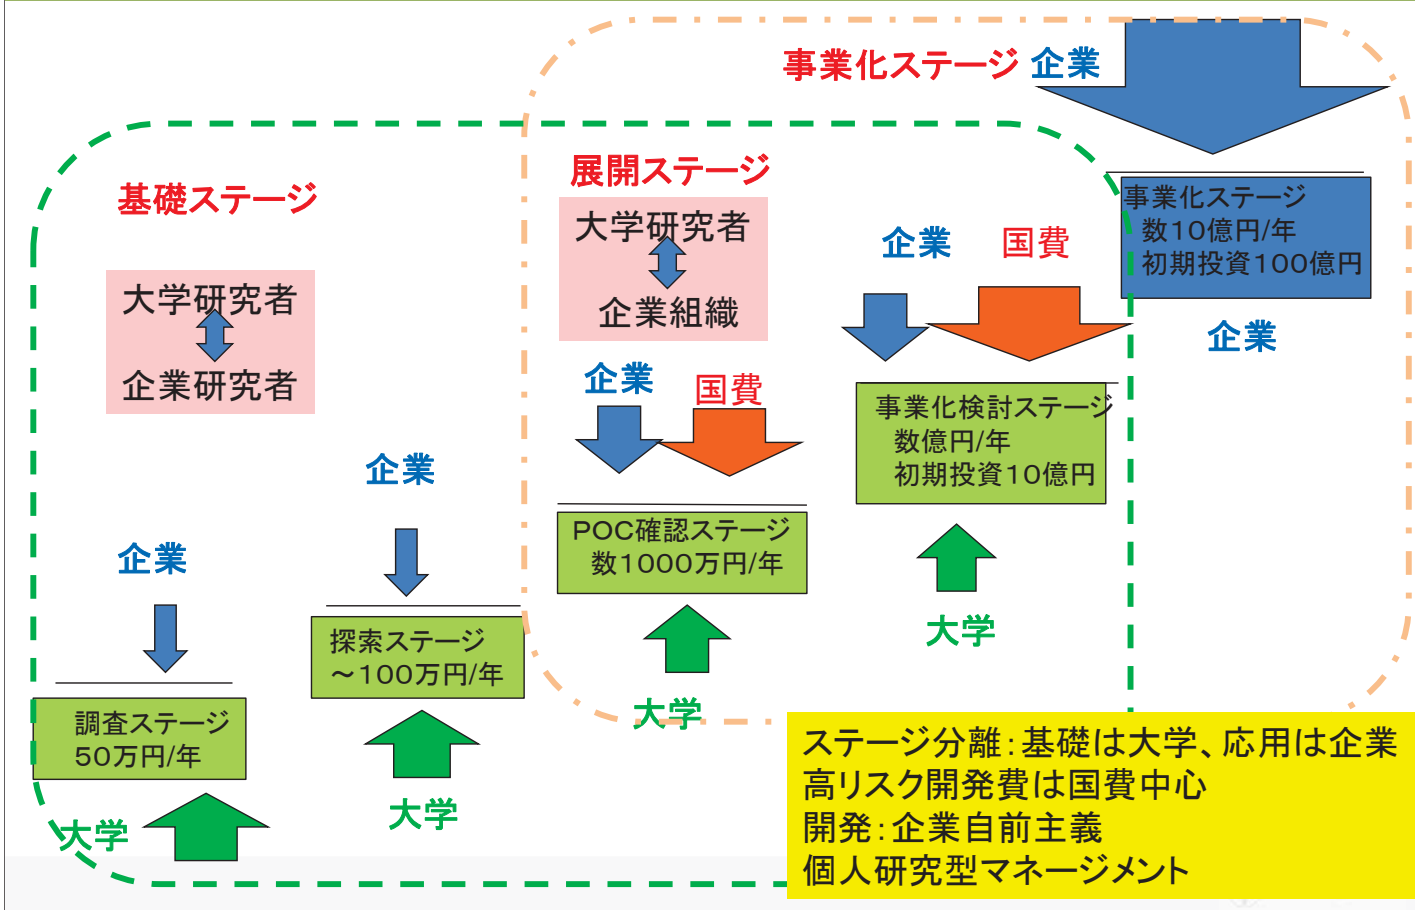 事業化ステージ 企業
基礎ステージ
大学研究者
企業研究者
展開ステージ
大学研究者
企業組織
企業
国費
企業
国費
事業化ステージ
数10億円/年
初期投資100億円
企業
事業化検討ステージ
数億円/年
初期投資10億円
大学
POC確認ステージ
数1000万円/年
大学
企業
探索ステージ
～100万円/年
大学
企業
調査ステージ
50万円/年
大学
ステージ分離：基礎は大学、応用は企業
高リスク開発費は国費中心
開発：企業自前主義
個人研究型マネージメント